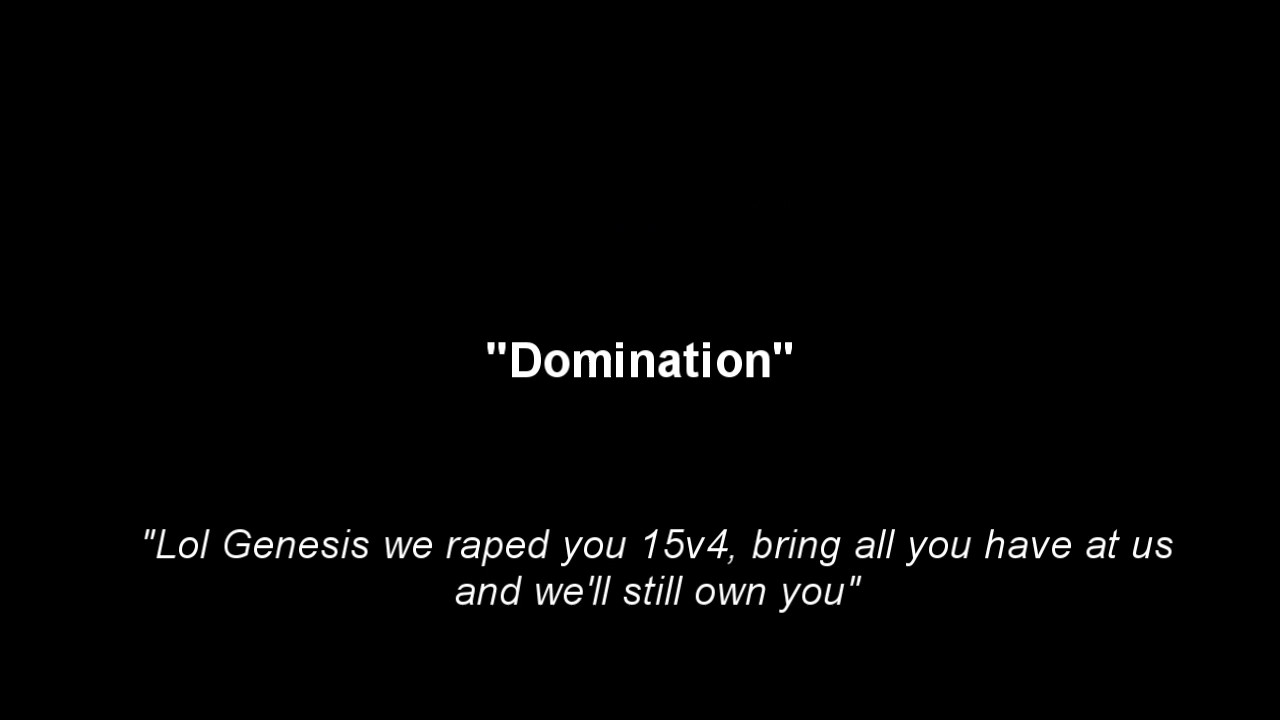 "Domination"
"Lol Genesis we raped you 15v4, bring all you have at us
and we'll still own you"